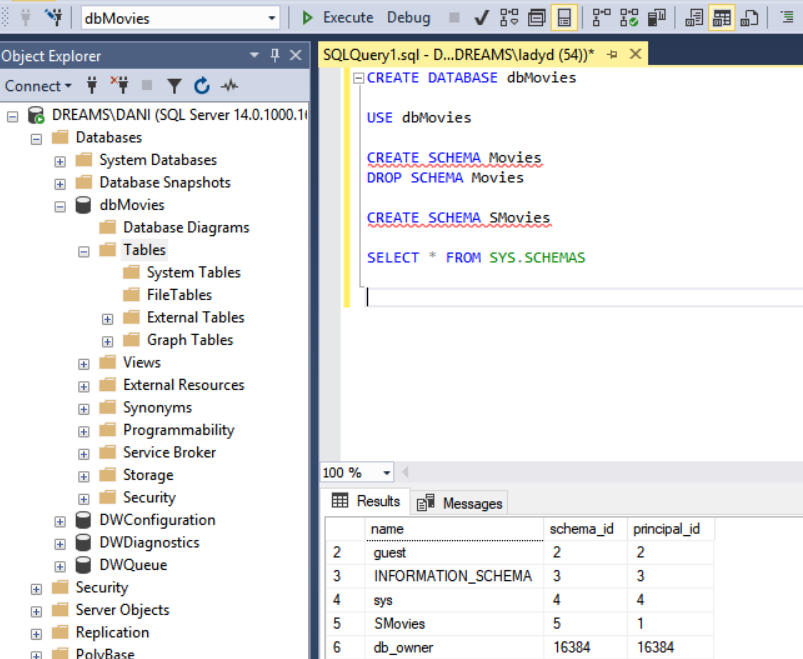 dbMovies
Execute Debug
Object Explorer
Connect
DREAMS\DANI (SQL Server 14.0.1000.16
Databases
System Databases
Database Snapshots
dbMovies
Database Diagrams
Tables
System Tables
FileTables
External Tables
Graph Tables
Views
External Resources
Synonyms
Programmability
Service Broker
Storage
Security
DWConfiguration
DWDiagnostics
DWQueue
Security
Server Objects
Replication
PolyBase
SQLQuery1.sql - D...DREAMS\ladyd (54))*
CREATE DATABASE dbMovies
USE dbMovies
CREATE SCHEMA Movies
DROP SCHEMA Movies
CREATE SCHEMA SMovies
SELECT * FROM SYS.SCHEMAS
100 %
Results Messages
name schema_id principal_id
2 guest 2 2
3 INFORMATION_SCHEMA 3 3
4 sys 4 4
5 SMovies 5 1
6 db_owner 16384 16384